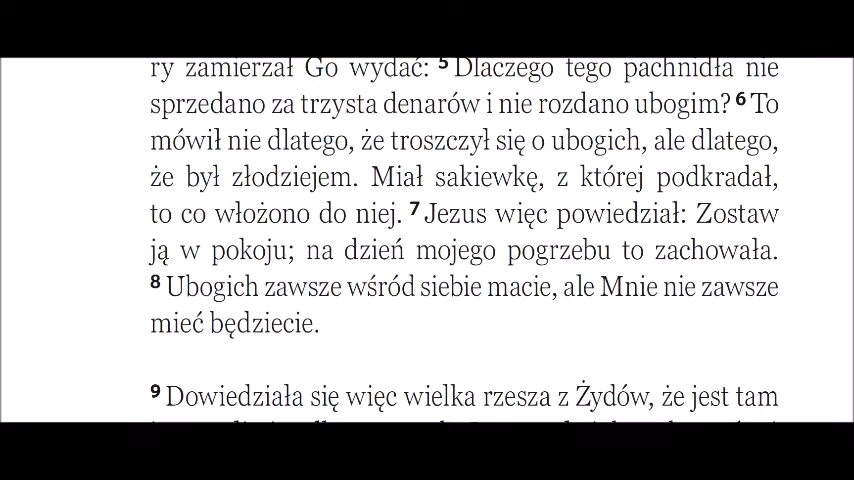 ry zamierzał Go wydać: 5 Dlaczego tego pachnidła nie
sprzedano za trzysta denarów i nie rozdano ubogim? 6 To
mówił nie dlatego, że troszczył się o ubogich, ale dlatego,
że był złodziejem. Miał sakiewkę, z której podkradał,
to co włożono do niej. 7 Jezus więc powiedział: Zostaw
ją w pokoju; na dzień mojego pogrzebu to zachowała.
8 Ubogich zawsze wśród siebie macie, ale Mnie nie zawsze
mieć będziecie.
9 Dowiedziała się więc wielka rzesza z Żydów, że jest tam